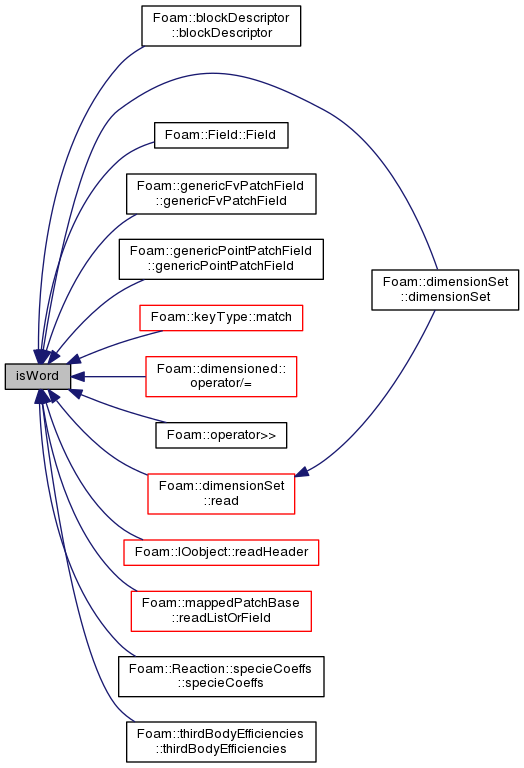 Foam::blockDescriptor
::blockDescriptor
Foam::Field::Field
Foam::genericFvPatchField
::genericFvPatchField
Foam::genericPointPatchField
::genericPointPatchField
Foam::dimensionSet
::dimensionSet
Foam::keyType::match
isWord
Foam::dimensioned::
operator/=
Foam::operator>>
Foam::dimensionSet
::read
Foam::IOobject::readHeader
Foam::mappedPatchBase
::readListOrField
Foam::Reaction::specieCoeffs
::specieCoeffs
Foam::thirdBodyEfficiencies
::thirdBodyEfficiencies